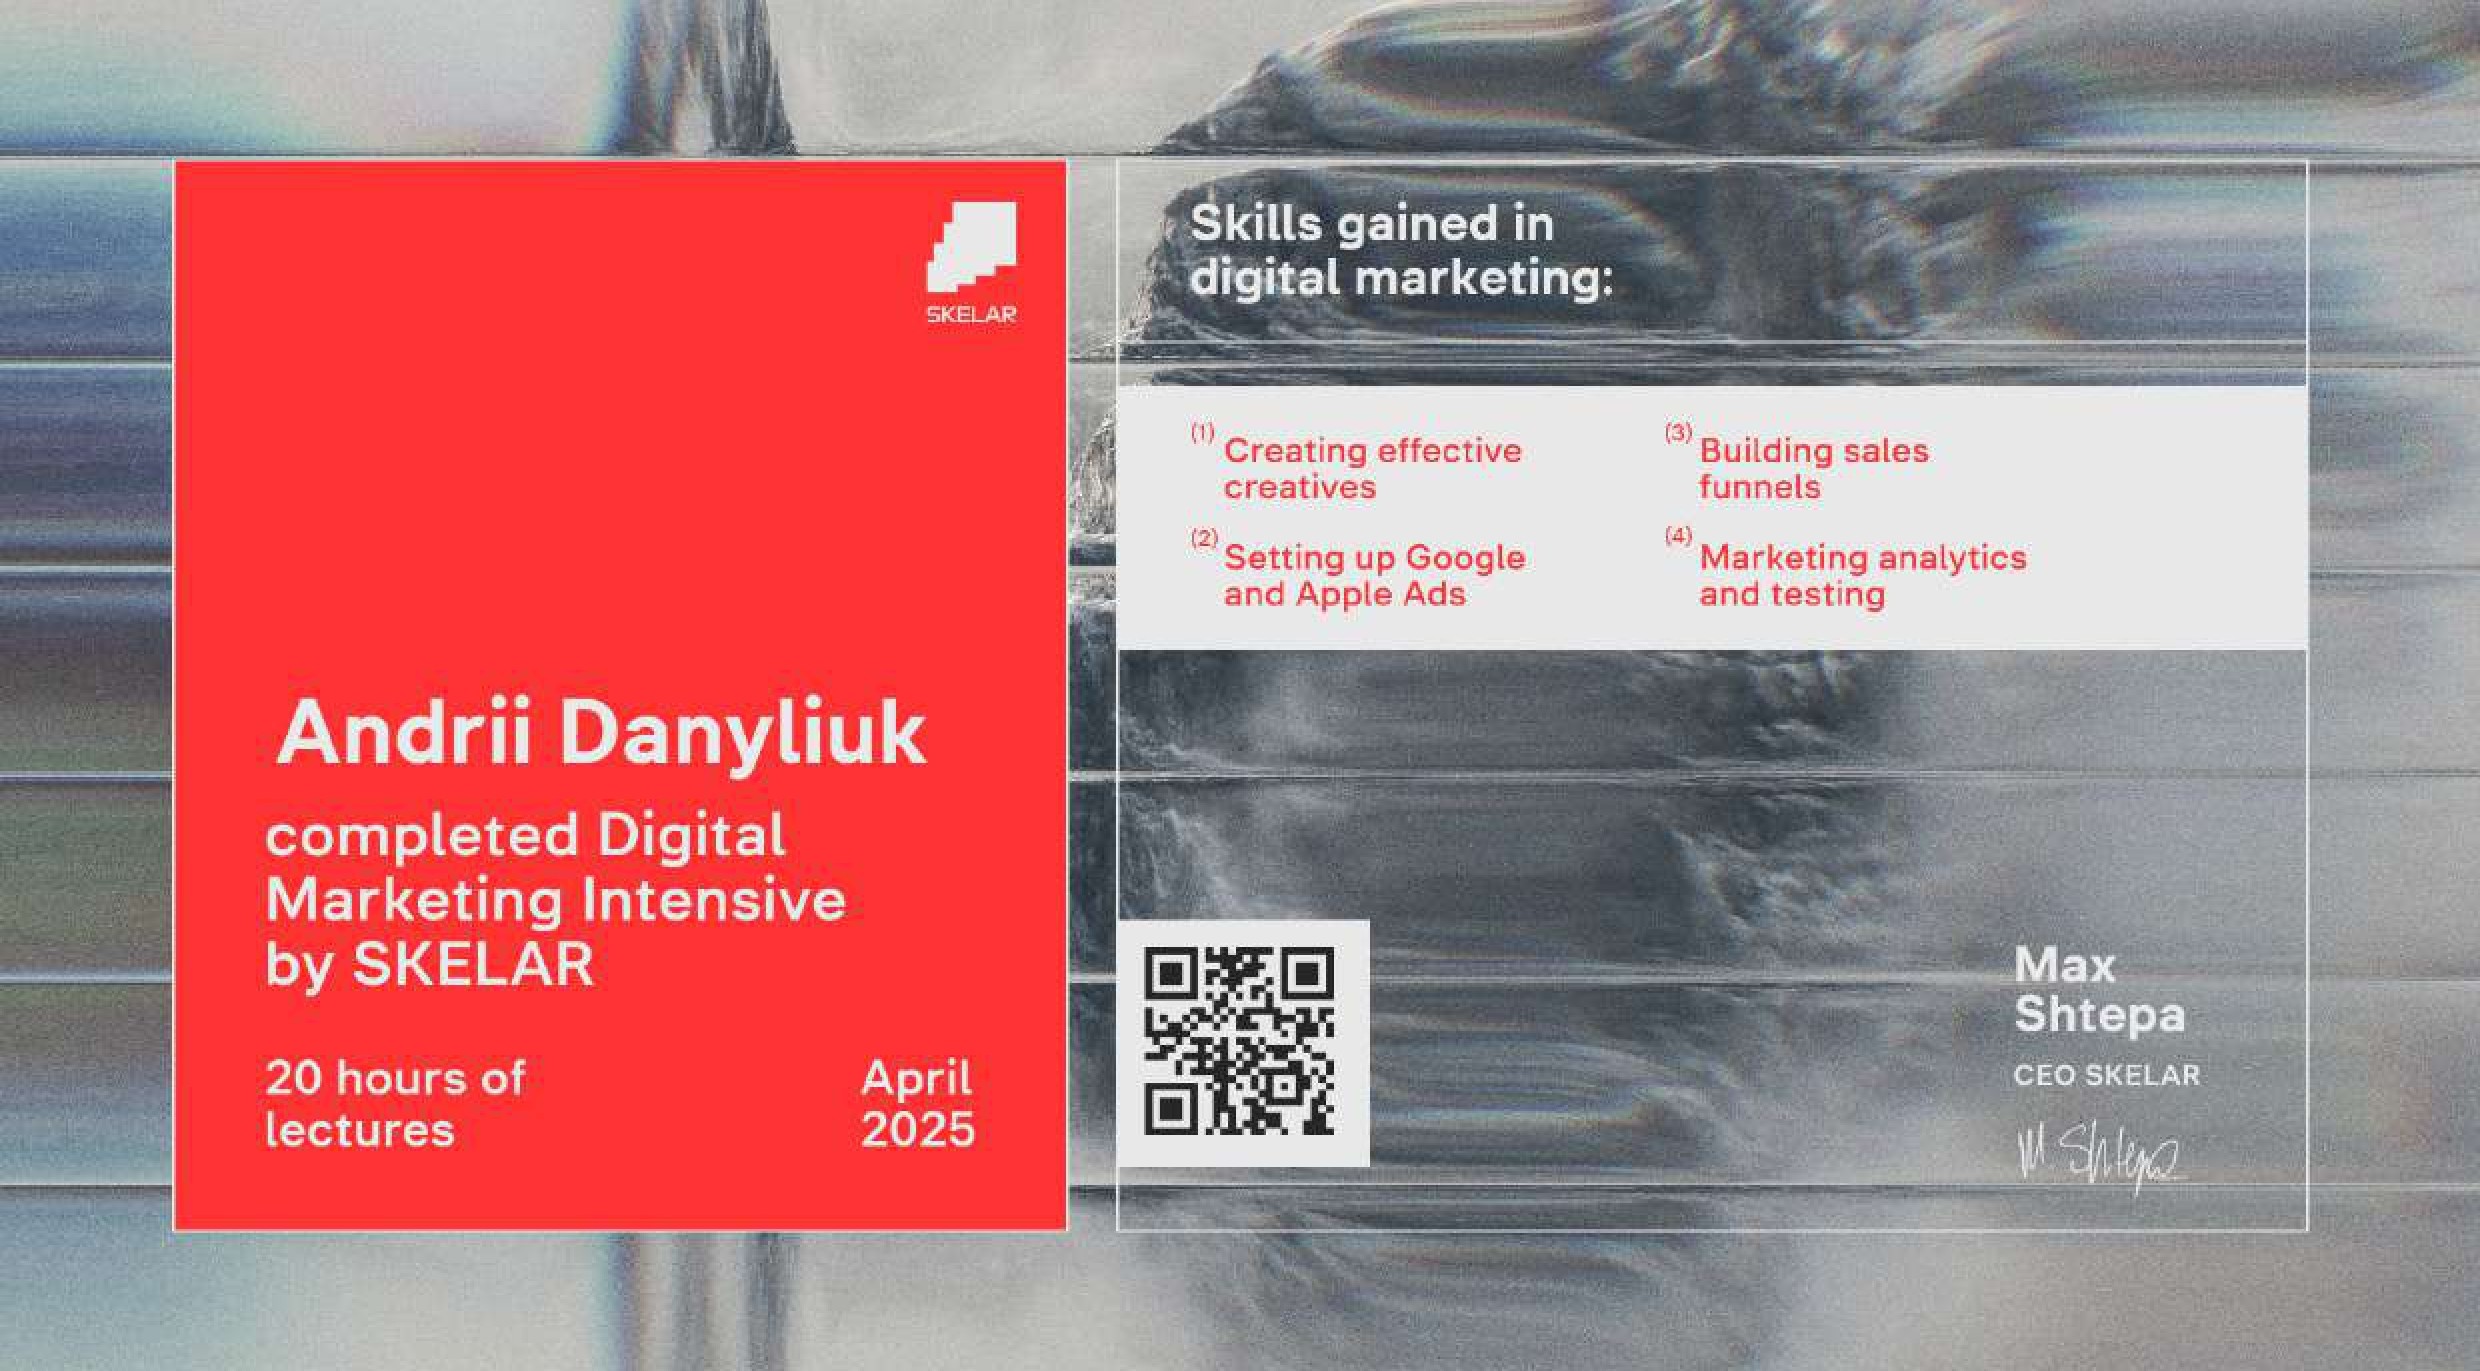 SKELAR
Andrii Danyliuk
completed Digital
Marketing Intensive
by SKELAR
20 hours of
lectures
April
2025
Skills gained in
digital marketing:
(1) Creating effective
creatives
(2) Setting up Google
and Apple Ads
(3) Building sales
funnels
(4) Marketing analytics
and testing
Max
Shtepa
CEO SKELAR
M Shtepa